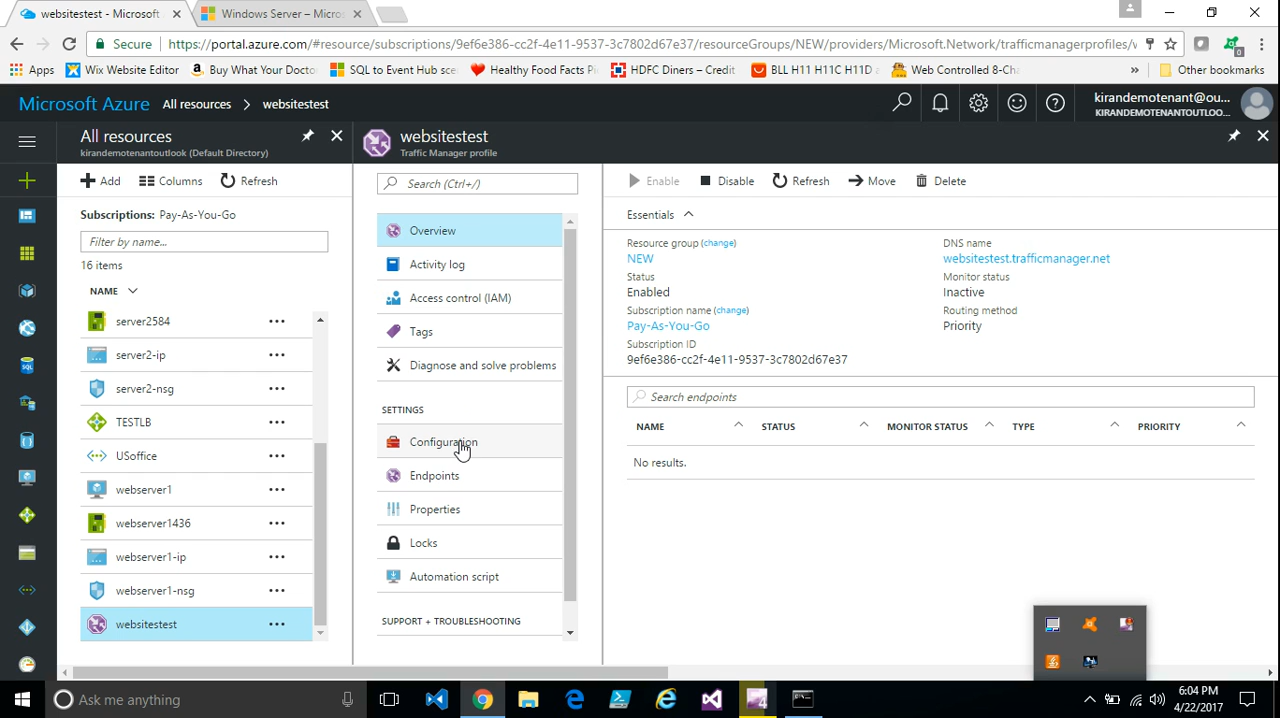 websitestest - Microsoft
Windows Server – Micros
Secure
https://portal.azure.com/#resource/subscriptions/9ef6e386-cc2f-4e11-9537-3c7802d67e37/resourceGroups/NEW/providers/Microsoft.Network/trafficmanagerprofiles/v
Apps
Wix Website Editor
Buy What Your Docto
SQL to Event Hub sce
Healthy Food Facts Pi
HDFC Diners – Credit
BLL H11 H11C H11D a
Web Controlled 8-Cha
»
Other bookmarks
Microsoft Azure
All resources
websitestest
kirandemotenant@ou...
KIRANDEMOTENANTOUTLOOK...
All resources
kirandemotenantoutlook (Default Directory)
Add
Columns
Refresh
Subscriptions: Pay-As-You-Go
Filter by name...
16 items
NAME
server2584
server2-ip
server2-nsg
TESTLB
USoffice
webserver1
webserver1436
webserver1-ip
webserver1-nsg
websitestest
websitestest
Traffic Manager profile
Search (Ctrl+/)
Overview
Activity log
Access control (IAM)
Tags
Diagnose and solve problems
SETTINGS
Configuration
Endpoints
Properties
Locks
Automation script
SUPPORT + TROUBLESHOOTING
Enable
Disable
Refresh
Move
Delete
Essentials
Resource group (change)
NEW
Status
Enabled
Subscription name (change)
Pay-As-You-Go
Subscription ID
9ef6e386-cc2f-4e11-9537-3c7802d67e37
DNS name
websitestest.trafficmanager.net
Monitor status
Inactive
Routing method
Priority
Search endpoints
NAME
STATUS
MONITOR STATUS
TYPE
PRIORITY
No results.
Ask me anything
6:04 PM
4/22/2017